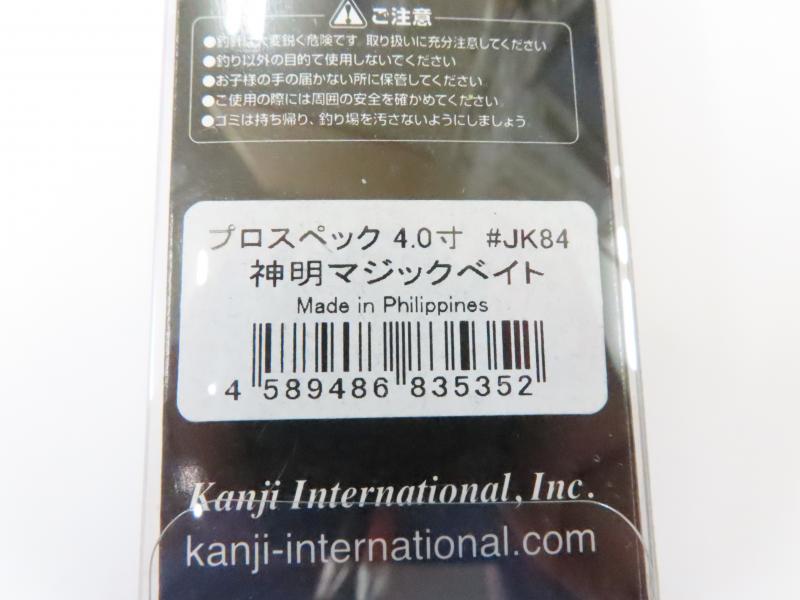 ご注意
●釣針は大変鋭く危険です 取り扱いに充分注意してください
●釣り以外の目的で使用しないでください
●お子様の手の届かない所に保管してください
●ご使用の際には周囲の安全を確かめてください
●ゴミは持ち帰り、釣り場を汚さないようにしましょう
プロスペック 4.0寸 #JK84
神明マジックベイト
Made in Philippines
4 589486 835352
Kanji International, Inc.
kanji-international.com